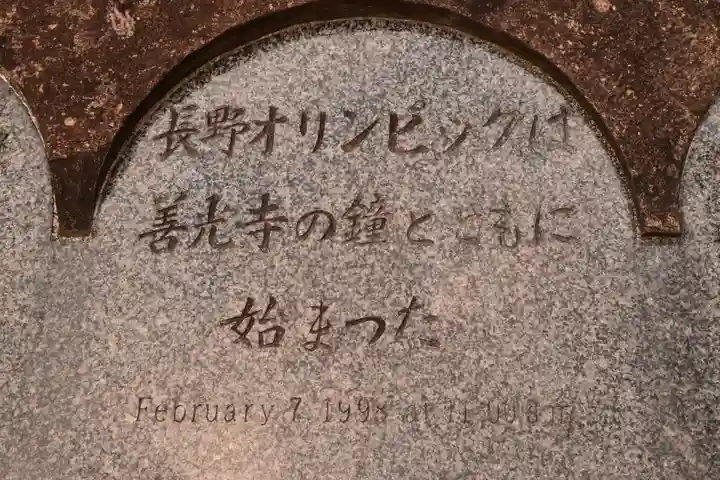 長野オリンピックは
善光寺の鐘とともに
始まった
February 7, 1998 at 11:00 a.m.